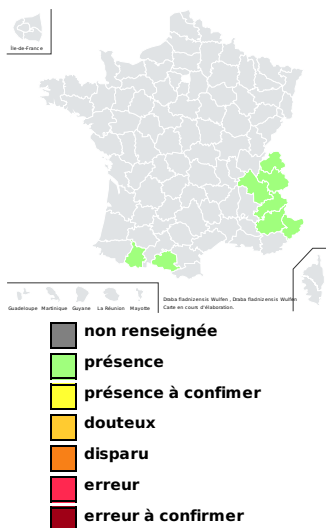 Île-de-France
Guadeloupe Martinique Guyane La Réunion Mayotte
Draba fladnizensis Wulfen , Draba fladnizensis Wulfen
Carte en cours d'élaboration.
non renseignée
présence
présence à confimer
douteux
disparu
erreur
erreur à confirmer